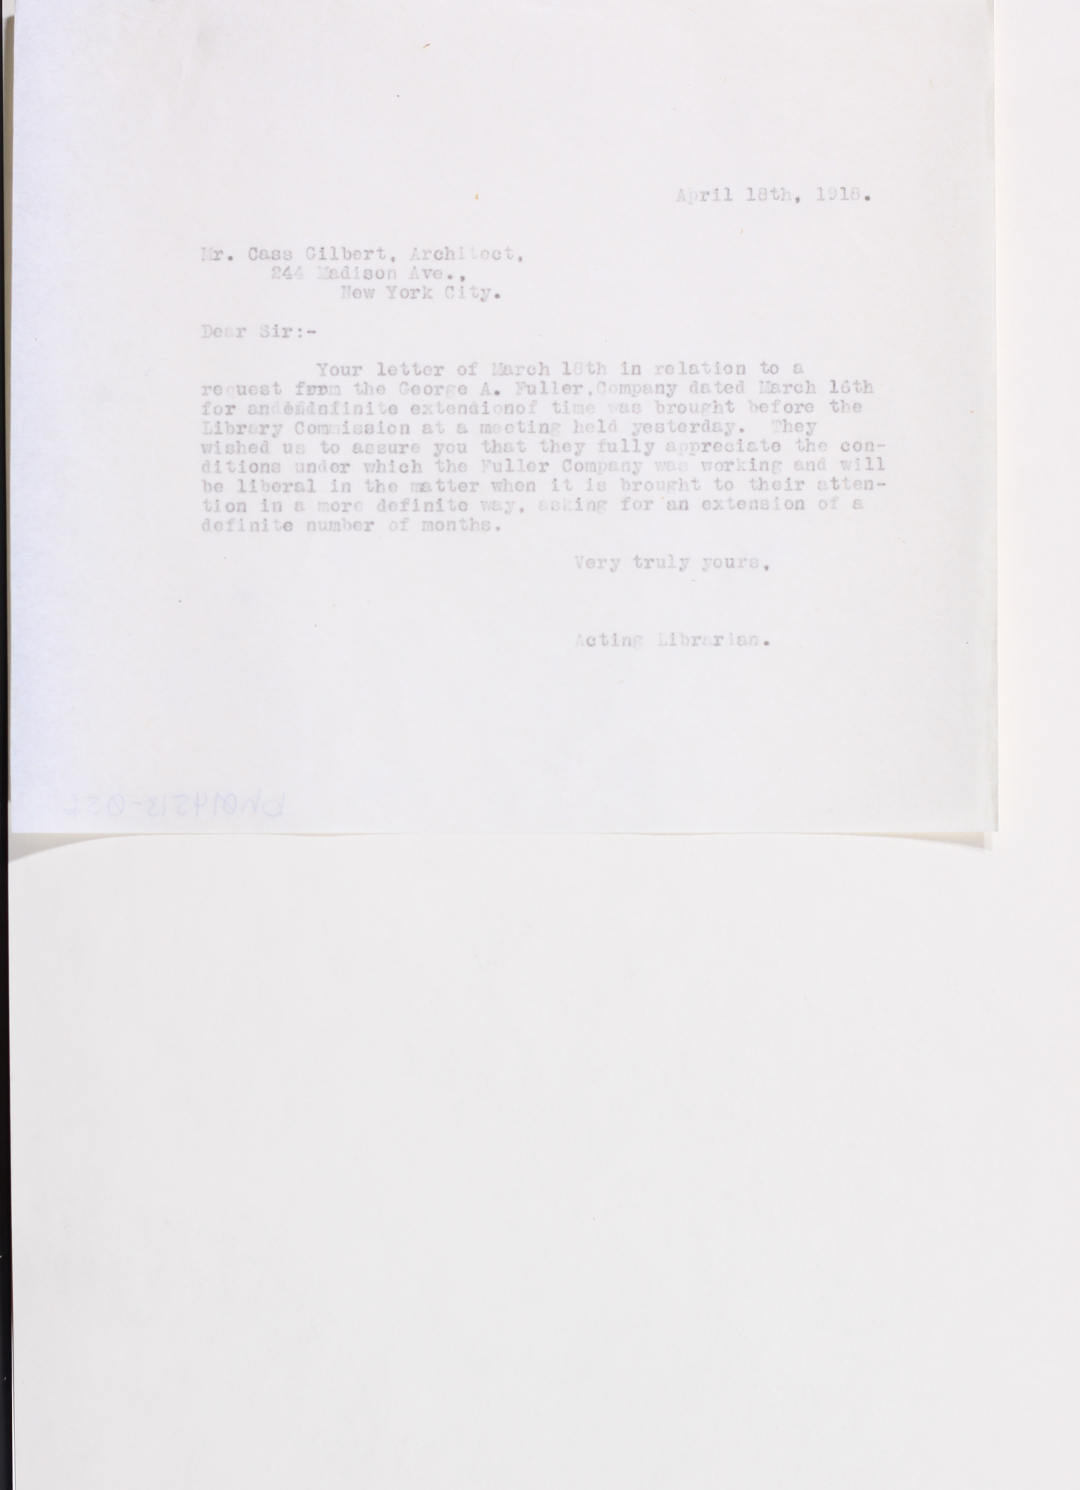 April 18th, 1918.
Mr. Cass Gilbert, Architect,
244 Madison Ave.,
New York City.
Dear Sir:-
Your letter of March 18th in relation to a
request from the George A. Fuller,Company dated March 16th
for an indefinite extendionof time was brought before the
Library Commission at a meeting held yesterday. They
wished us to assure you that they fully appreciate the con-
ditions under which the Fuller Company was working and will
be liberal in the matter when it is brought to their atten-
tion in a more definite way, asking for an extension of a
definite number of months.
Very truly yours,
Acting Librarian.